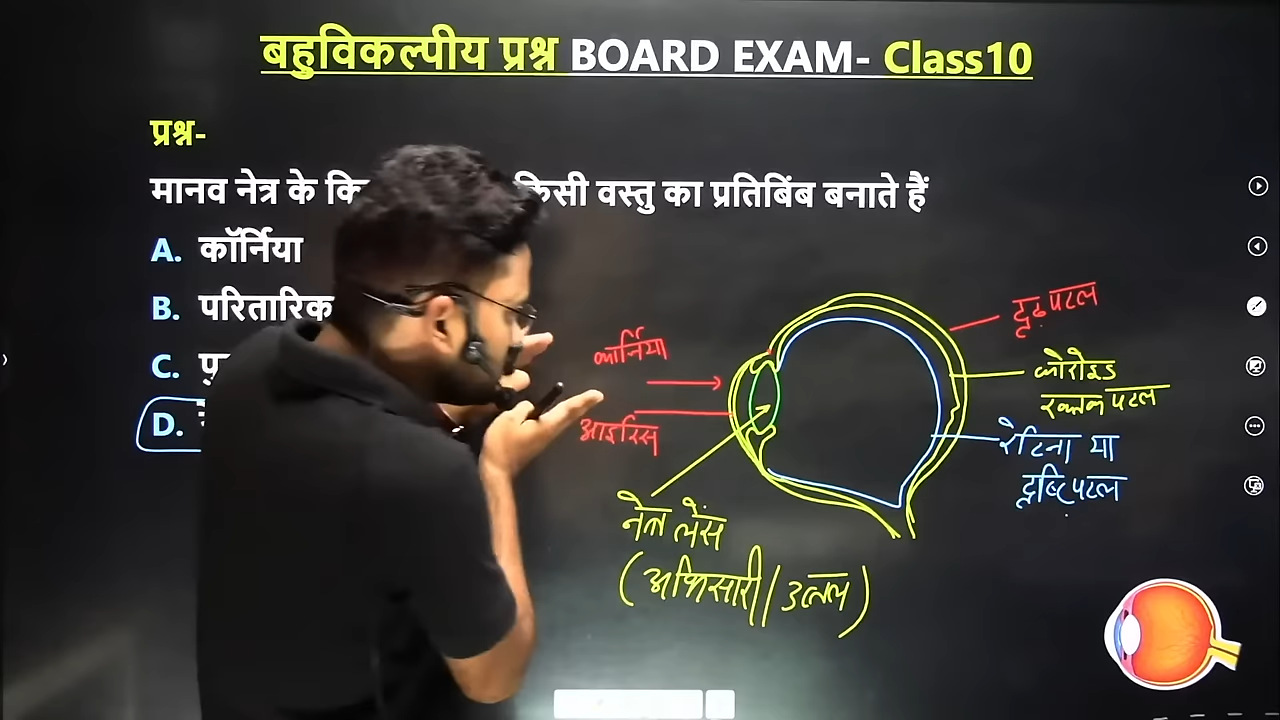 बहुविकल्पीय प्रश्न BOARD EXAM- Class10
प्रश्न-
मानव नेत्र के वस्तु का प्रतिबिंब बनाते हैं
A. कॉर्निया
B. परितारिक
C.
D.
कार्निया
आइरिस
दृढ़ पटल
कोरोइड
रक्तक पटल
रेटिना या
दृष्टि पटल
नेत्र लेंस
(अभिसारी/उत्तल)